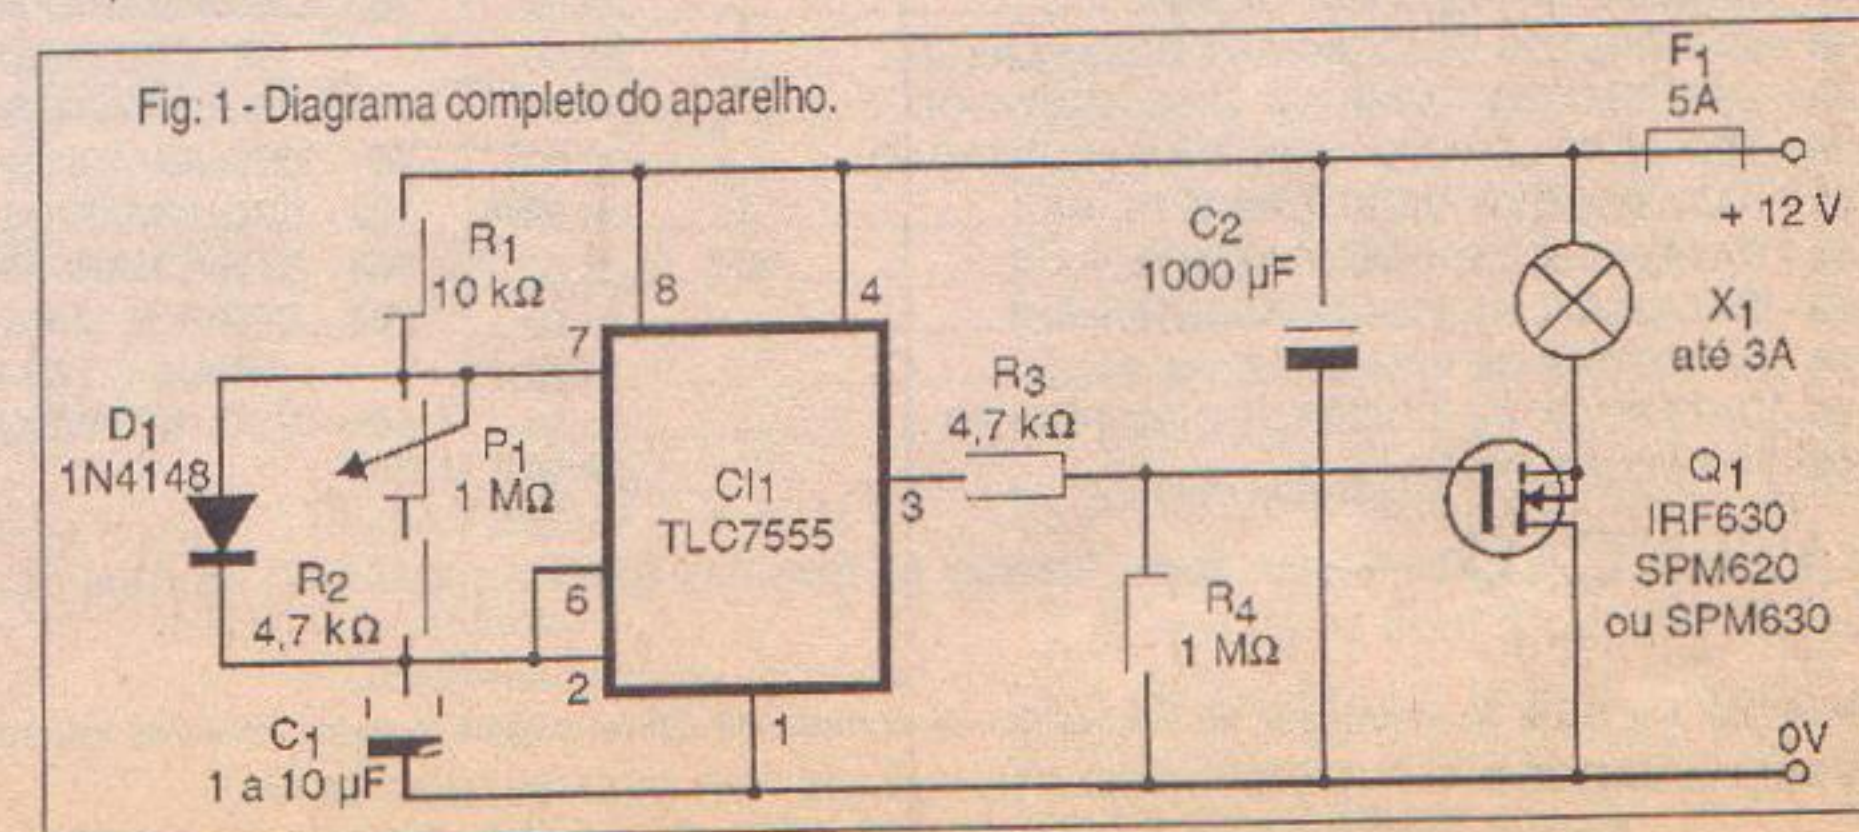 Fig. 1 - Diagrama completo do aparelho.
F1
5A
+ 12 V
R1
10 kΩ
8
4
C2
1000 µF
X1
até 3A
7
D1
1N4148
P1
1 MΩ
CI1
TLC7555
R3
4,7 kΩ
3
Q1
IRF630
SPM620
ou SPM630
R2
4,7 kΩ
6
2
R4
1 MΩ
C1
1 a 10 µF
1
0V